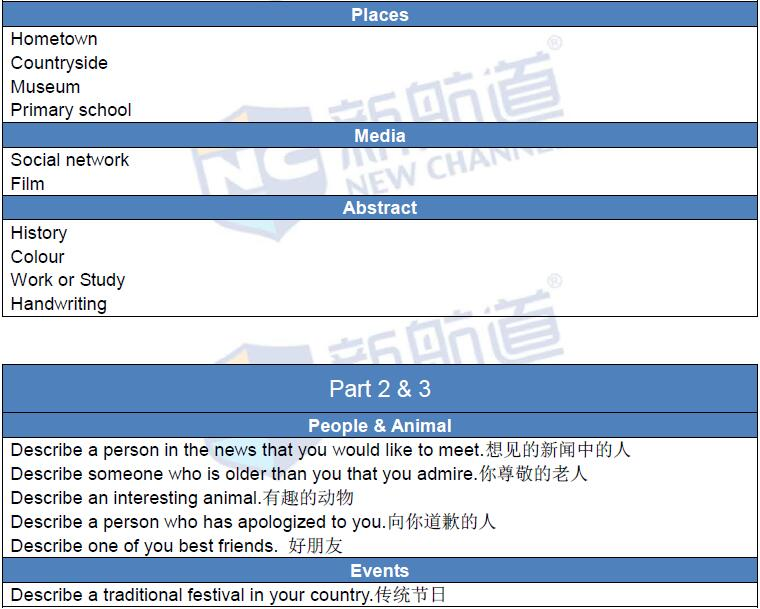 Places
Hometown
Countryside
Museum
Primary school
Media
Social network
Film
Abstract
History
Colour
Work or Study
Handwriting
新航道®
NC NEW CHANNEL
Part 2 & 3
People & Animal
Describe a person in the news that you would like to meet.想见的新闻中的人
Describe someone who is older than you that you admire.你尊敬的老人
Describe an interesting animal.有趣的动物
Describe a person who has apologized to you.向你道歉的人
Describe one of you best friends. 好朋友
Events
Describe a traditional festival in your country.传统节日
新航道®